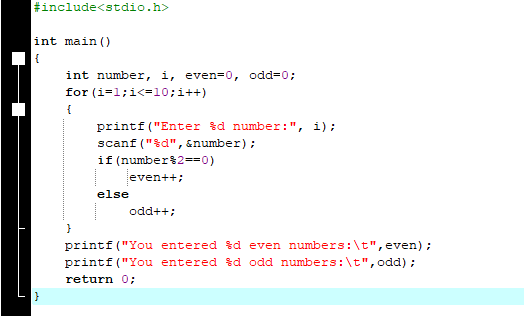 #include<stdio.h>
int main()
{
int number, i, even=0, odd=0;
for(i=1;i<=10;i++)
{
printf("Enter %d number:", i);
scanf("%d",&number);
if(number%2==0)
even++;
else
odd++;
}
printf("You entered %d even numbers:\t",even);
printf("You entered %d odd numbers:\t",odd);
return 0;
}